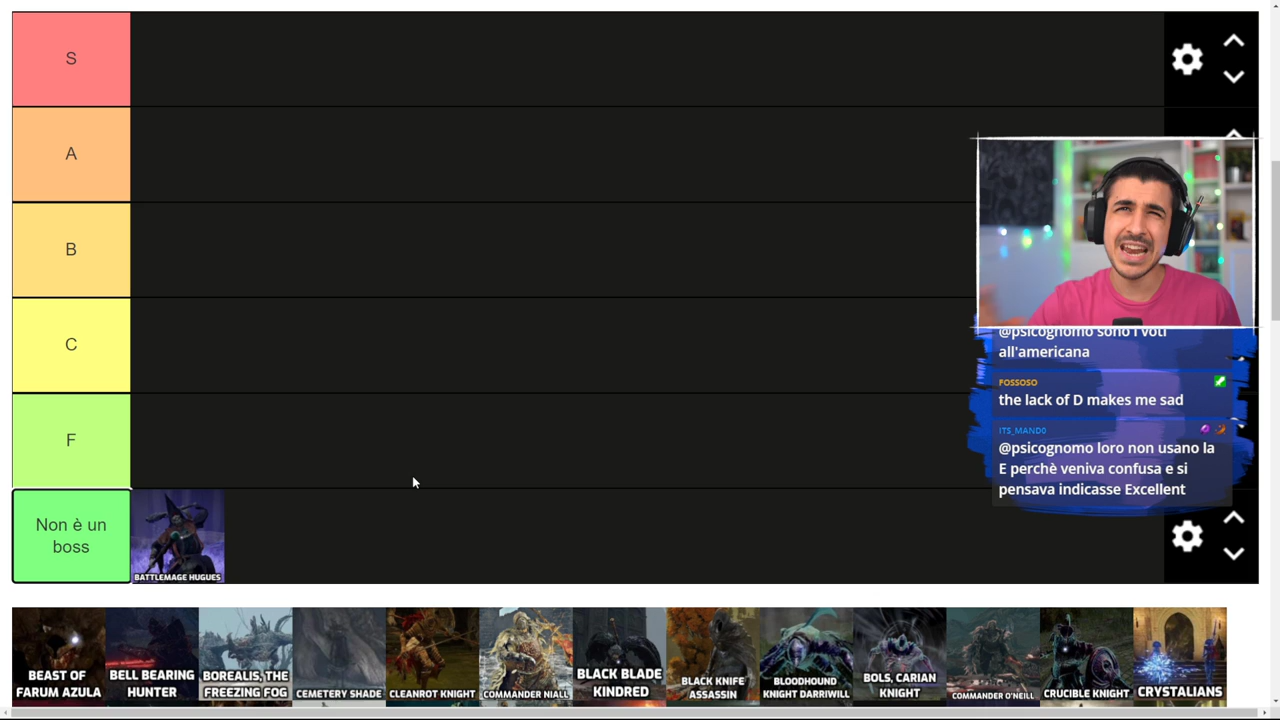 S
A
B
C
F
Non è un
boss
BATTLEMAGE HUGUES
@psicognomo sono i voti
all'americana
POSSOSO
the lack of D makes me sad
ITS_MAND0
@psicognomo loro non usano la
E perchè veniva confusa e si
pensava indicasse Excellent
BEAST OF
FARUM AZULA
BELL BEARING
HUNTER
BOREALIS, THE
FREEZING FOG
CEMETERY SHADE
CLEANROT KNIGHT
COMMANDER NIALL
BLACK BLADE
KINDRED
BLACK KNIFE
ASSASSIN
BLOODHOUND
KNIGHT DARRIWILL
BOLS, CARIAN
KNIGHT
COMMANDER O'NEILL
CRUCIBLE KNIGHT
CRYSTALIANS